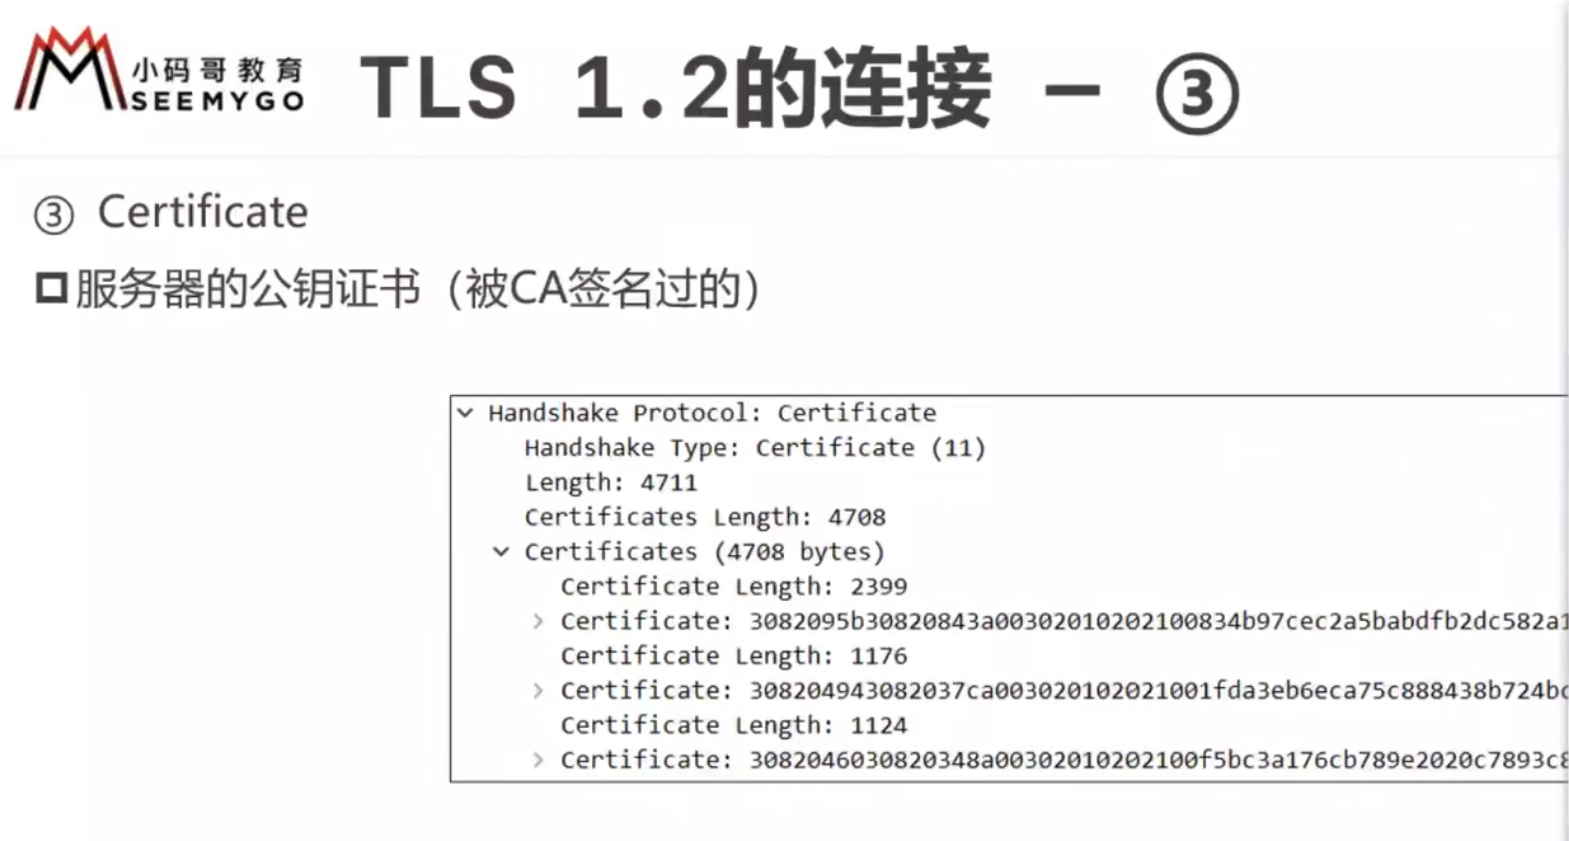 小码哥教育
SEEMYGO
TLS 1.2的连接 - ③
③ Certificate
服务器的公钥证书（被CA签名过的）
Handshake Protocol: Certificate
Handshake Type: Certificate (11)
Length: 4711
Certificates Length: 4708
Certificates (4708 bytes)
Certificate Length: 2399
Certificate: 3082095b30820843a00302010202100834b97cec2a5babdfb2dc582a1
Certificate Length: 1176
Certificate: 308204943082037ca003020102021001fda3eb6eca75c888438b724b
Certificate Length: 1124
Certificate: 3082046030820348a00302010202100f5bc3a176cb789e2020c7893c